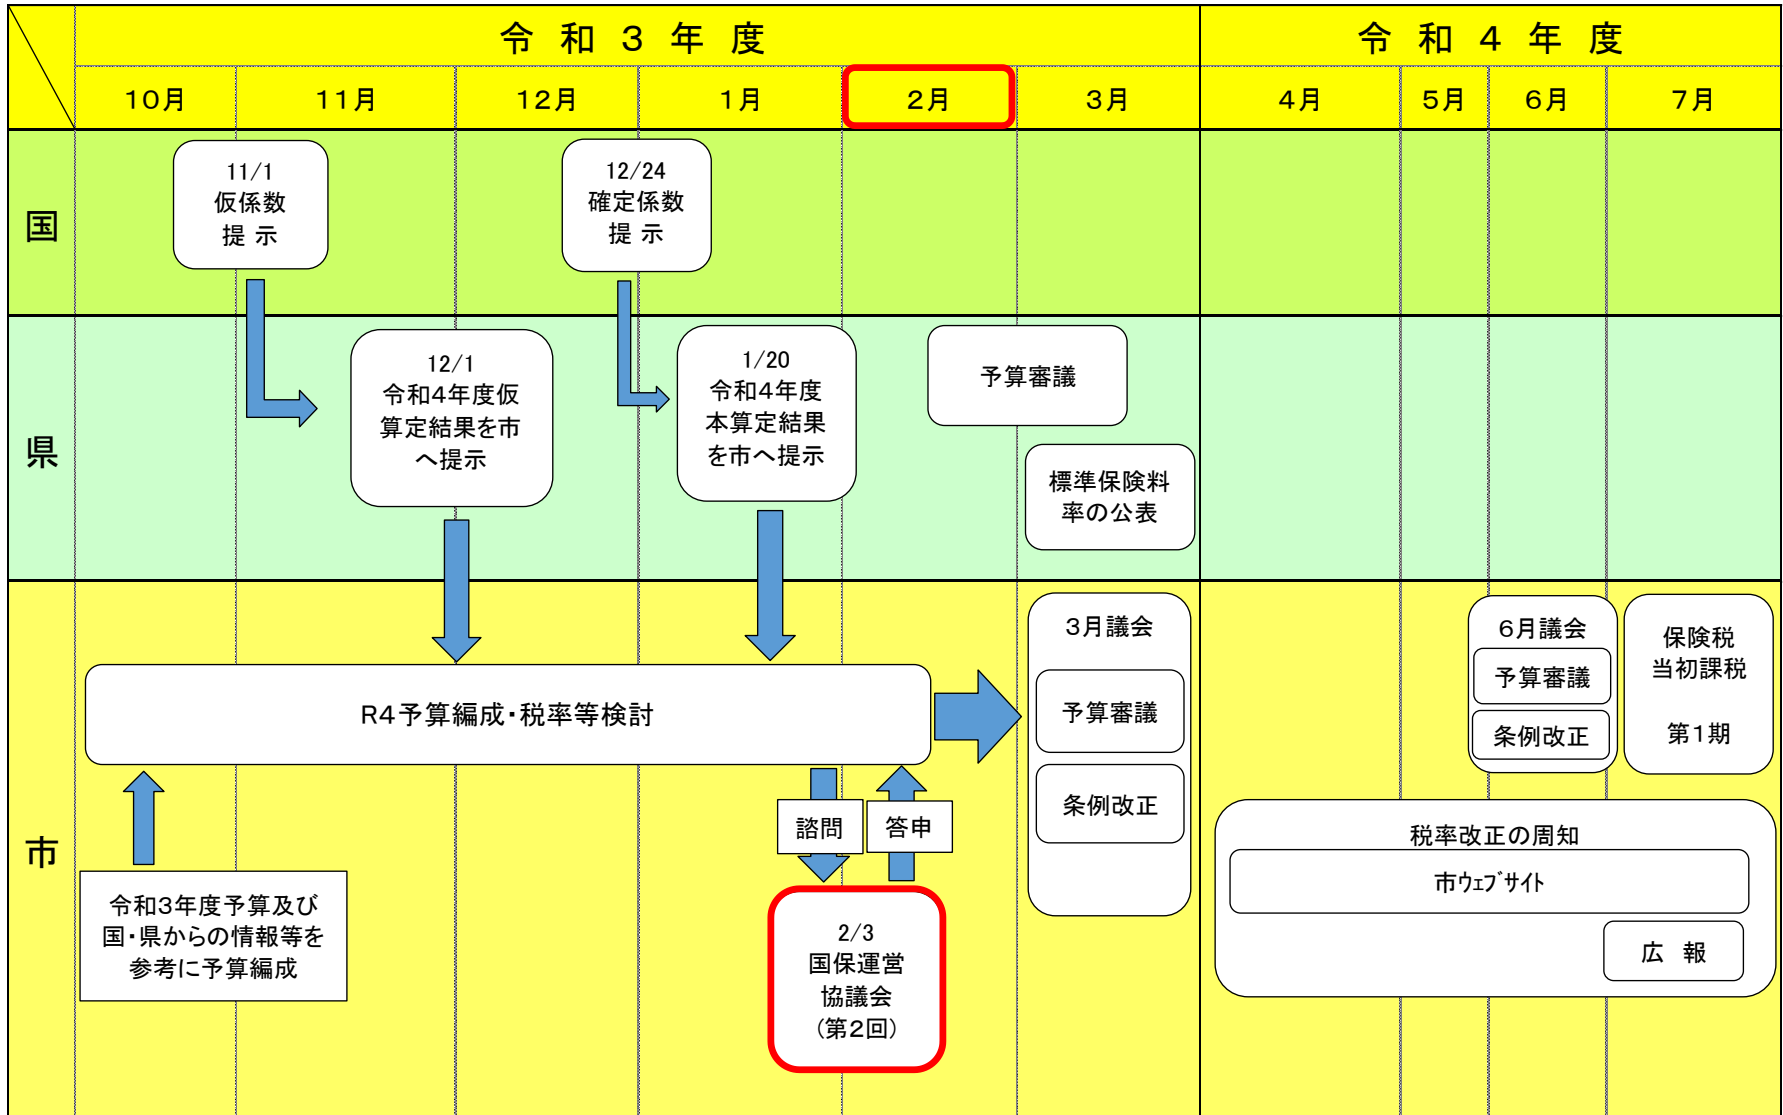 令和3年度
令和4年度
10月
11月
12月
1月
2月
3月
4月
5月
6月
7月
国
11/1
仮係数
提 示
12/24
確定係数
提 示
県
12/1
令和4年度仮
算定結果を市
へ提示
1/20
令和4年度
本算定結果
を市へ提示
予算審議
標準保険料
率の公表
市
R4予算編成・税率等検討
令和3年度予算及び
国・県からの情報等を
参考に予算編成
諮問
答申
2/3
国保運営
協議会
(第2回)
3月議会
予算審議
条例改正
6月議会
予算審議
条例改正
保険税
当初課税
第1期
税率改正の周知
市ウェブサイト
広 報